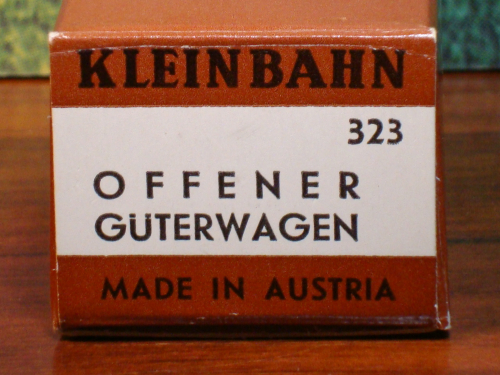 KLEINBAHN
323
OFFENER
GÜTERWAGEN
MADE IN AUSTRIA